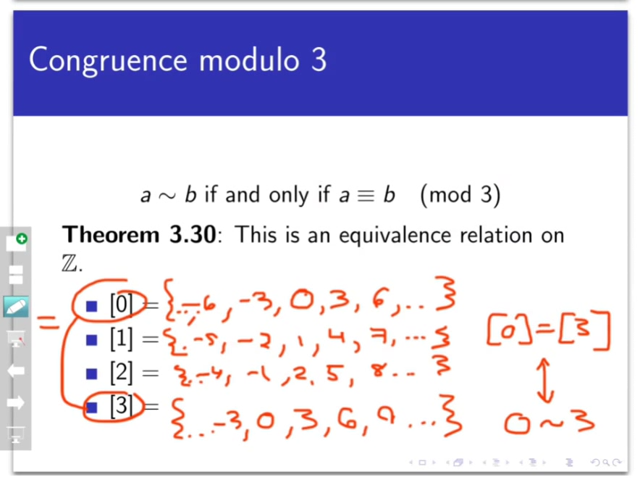 Congruence modulo 3
a ∼ b if and only if a ≡ b (mod 3)
Theorem 3.30: This is an equivalence relation on
ℤ.
= [0] = {..., -6, -3, 0, 3, 6, ..}
[1] = {.. -5, -2, 1, 4, 7, ...}
[2] = {.. -4, -1, 2, 5, 8 ..}
[3] = {... -3, 0, 3, 6, 9 ...}
[0] = [3]
↕
0 ~ 3